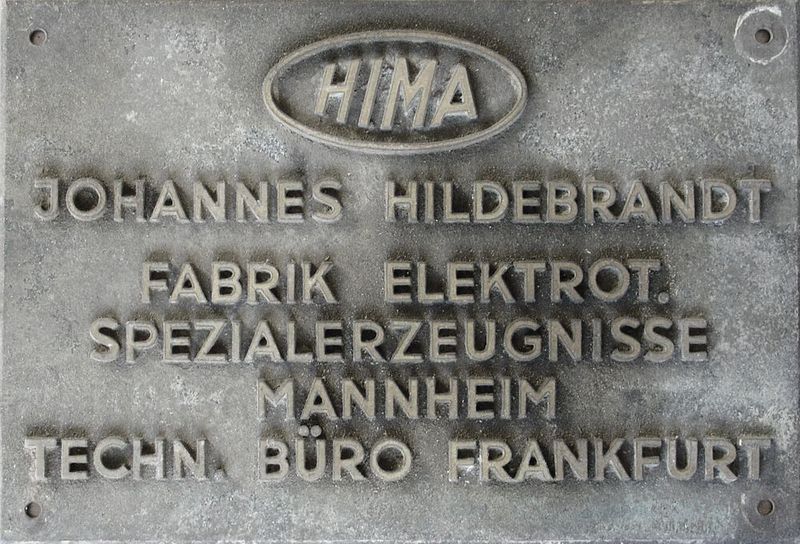 HIMA
JOHANNES HILDEBRANDT
FABRIK ELEKTROT.
SPEZIALERZEUGNISSE
MANNHEIM
TECHN. BÜRO FRANKFURT